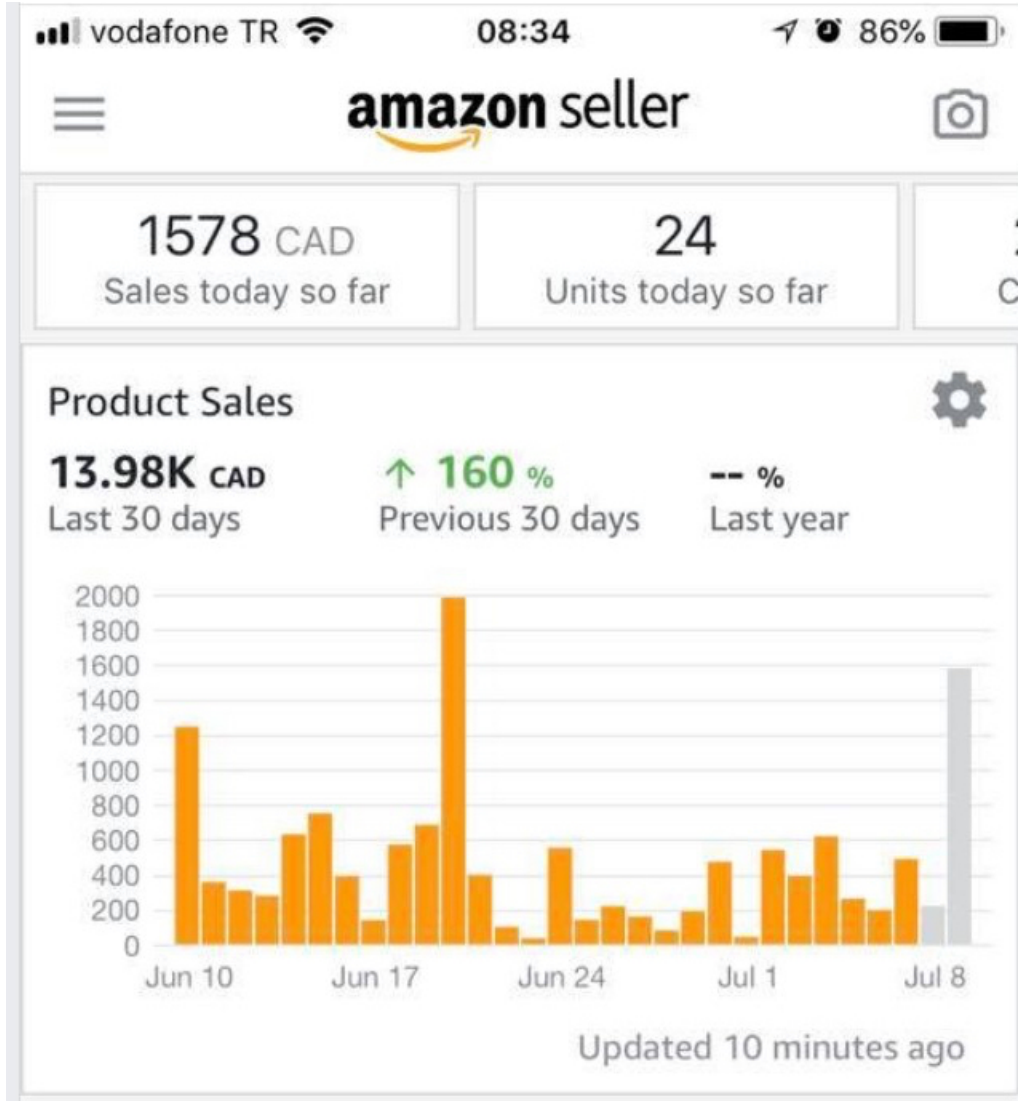 vodafone TR 08:34 86%
amazon seller
1578 CAD 24
Sales today so far Units today so far C
Product Sales
13.98K CAD ↑ 160 % -- %
Last 30 days Previous 30 days Last year
2000
1800
1600
1400
1200
1000
800
600
400
200
0
Jun 10 Jun 17 Jun 24 Jul 1 Jul 8
Updated 10 minutes ago